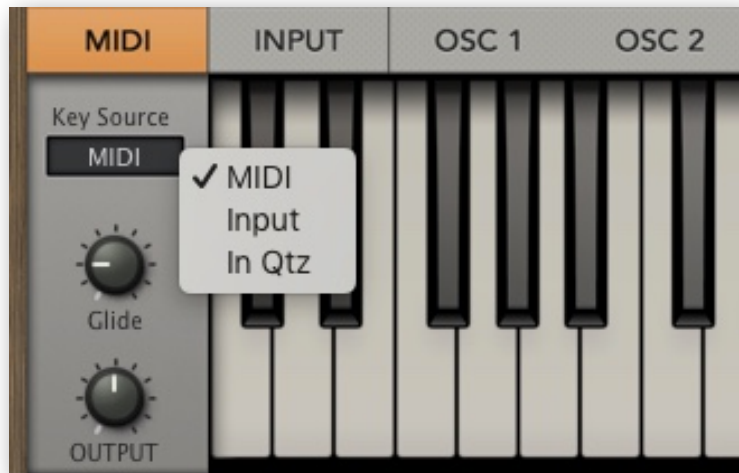 MIDI INPUT OSC 1 OSC 2
Key Source
MIDI
✓ MIDI
Input
In Qtz
Glide
OUTPUT